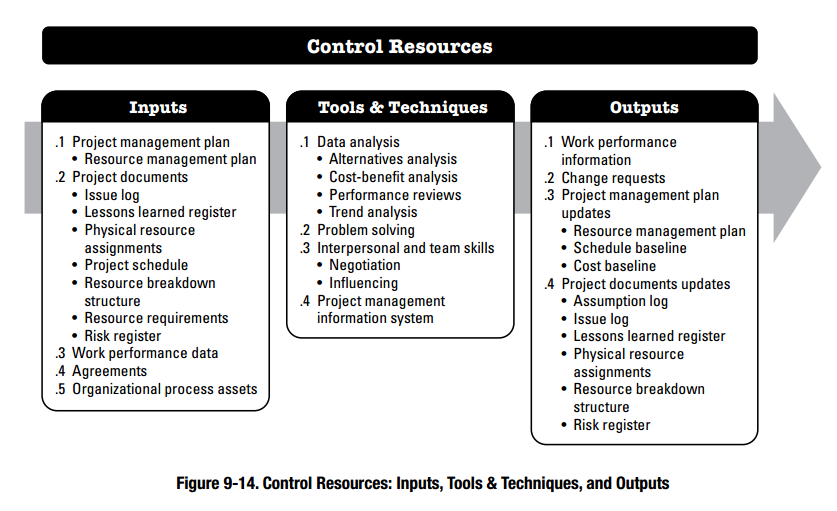 Control Resources
Inputs
.1 Project management plan
• Resource management plan
.2 Project documents
• Issue log
• Lessons learned register
• Physical resource
assignments
• Project schedule
• Resource breakdown
structure
• Resource requirements
• Risk register
.3 Work performance data
.4 Agreements
.5 Organizational process assets
Tools & Techniques
.1 Data analysis
• Alternatives analysis
• Cost-benefit analysis
• Performance reviews
• Trend analysis
.2 Problem solving
.3 Interpersonal and team skills
• Negotiation
• Influencing
.4 Project management
information system
Outputs
.1 Work performance
information
.2 Change requests
.3 Project management plan
updates
• Resource management plan
• Schedule baseline
• Cost baseline
.4 Project documents updates
• Assumption log
• Issue log
• Lessons learned register
• Physical resource
assignments
• Resource breakdown
structure
• Risk register
Figure 9-14. Control Resources: Inputs, Tools & Techniques, and Outputs